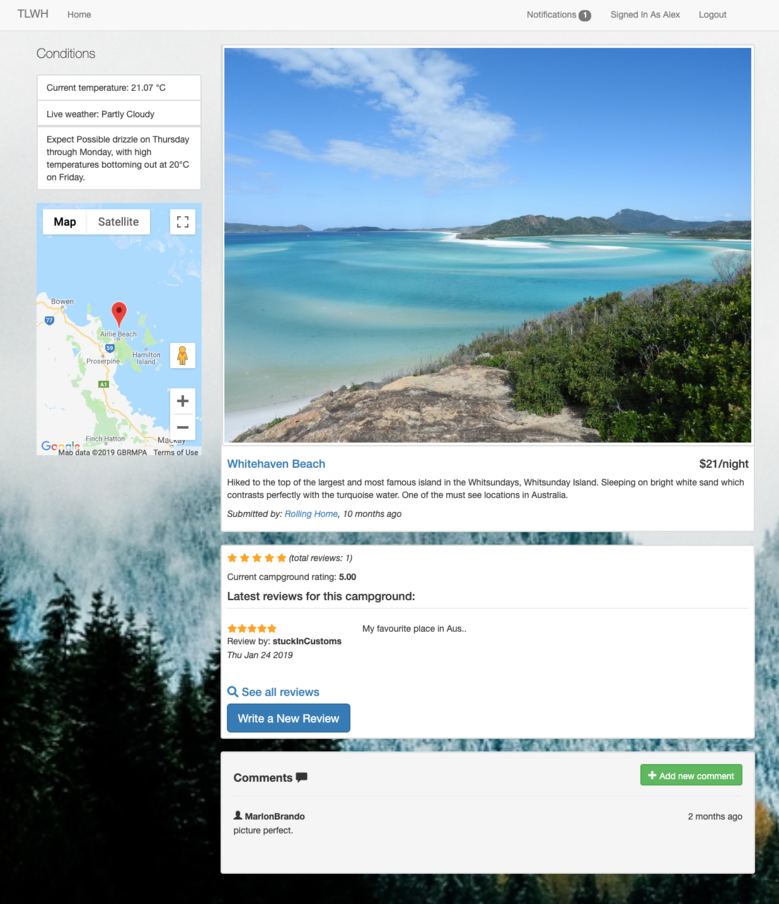 TLWH Home Notifications 1 Signed In As Alex Logout
Conditions
Current temperature: 21.07 °C
Live weather: Partly Cloudy
Expect Possible drizzle on Thursday
through Monday, with high
temperatures bottoming out at 20°C
on Friday.
Map Satellite
Bowen
77
Airlie Beach
59
Hamilton
Island
Proserpine
A1
Finch Hatton
Mackay
Google
Map data ©2019 GBRMPA Terms of Use
Whitehaven Beach $21/night
Hiked to the top of the largest and most famous island in the Whitsundays, Whitsunday Island. Sleeping on bright white sand which
contrasts perfectly with the turquoise water. One of the must see locations in Australia.
Submitted by: Rolling Home, 10 months ago
(total reviews: 1)
Current campground rating: 5.00
Latest reviews for this campground:
My favourite place in Aus..
Review by: stuckInCustoms
Thu Jan 24 2019
See all reviews
Write a New Review
Comments
Add new comment
MarlonBrando 2 months ago
picture perfect.